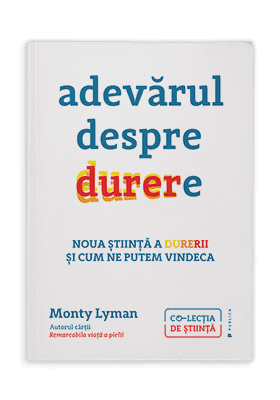 adevărul
despre
durere
NOUA ȘTIINȚĂ A DURERII
ȘI CUM NE PUTEM VINDECA
Monty Lyman
Autorul cărții
Remarcabila viață a pielii
CO-LECȚIA
DE ȘTIINȚĂ
PUBLICA